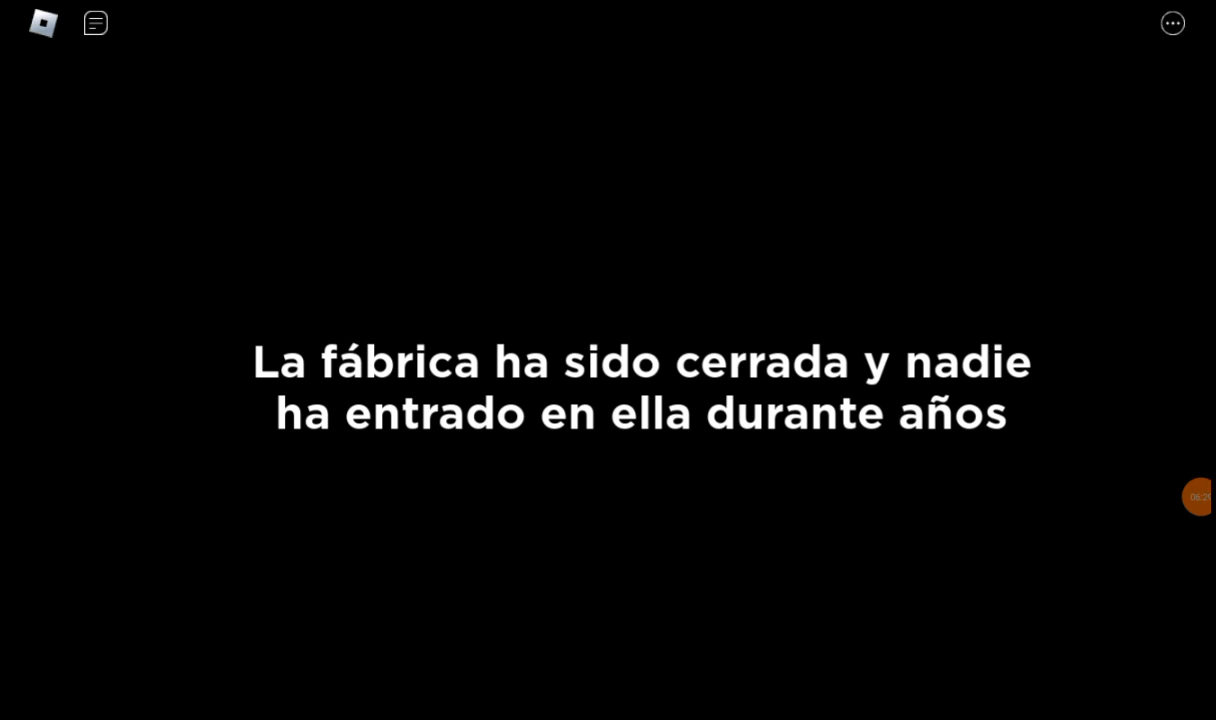 La fábrica ha sido cerrada y nadie
ha entrado en ella durante años